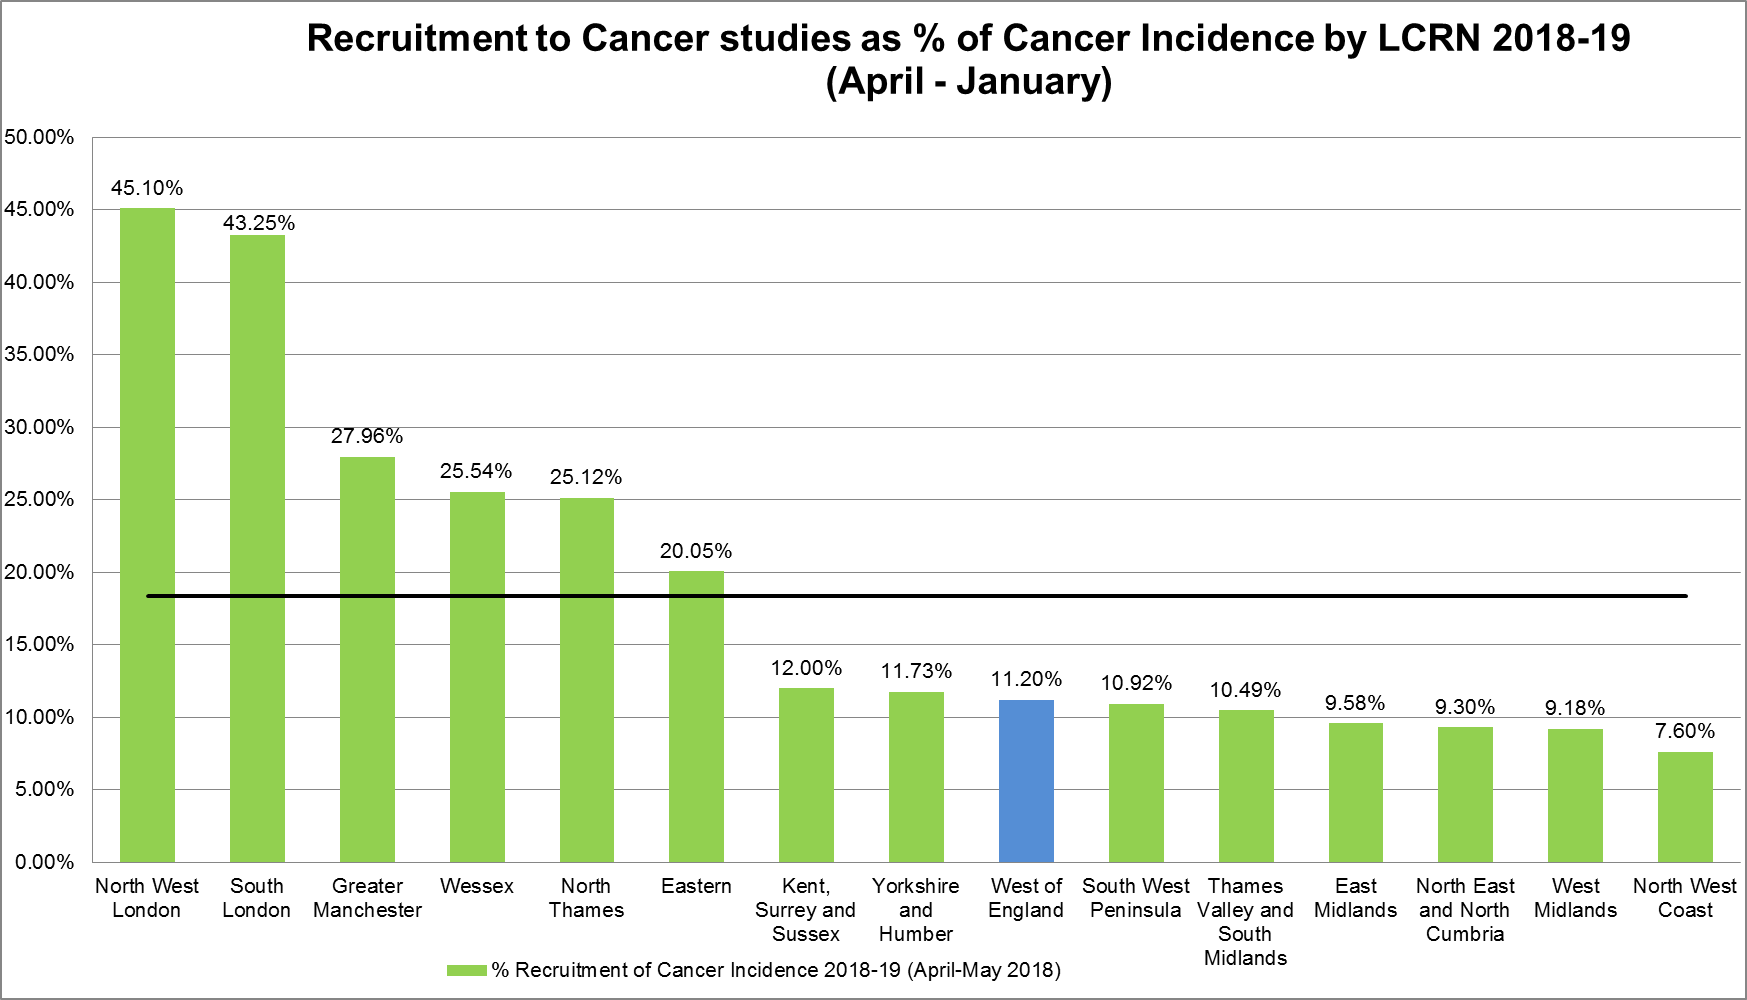 Recruitment to Cancer studies as % of Cancer Incidence by LCRN 2018-19
(April - January)
50.00%
45.00%
40.00%
35.00%
30.00%
25.00%
20.00%
15.00%
10.00%
5.00%
0.00%
45.10%
43.25%
27.96%
25.54%
25.12%
20.05%
12.00%
11.73%
11.20%
10.92%
10.49%
9.58%
9.30%
9.18%
7.60%
North West
London
South
London
Greater
Manchester
Wessex
North
Thames
Eastern
Kent,
Surrey and
Sussex
Yorkshire
and
Humber
West of
England
South West
Peninsula
Thames
Valley and
South
Midlands
East
Midlands
North East
and North
Cumbria
West
Midlands
North West
Coast
% Recruitment of Cancer Incidence 2018-19 (April-May 2018)